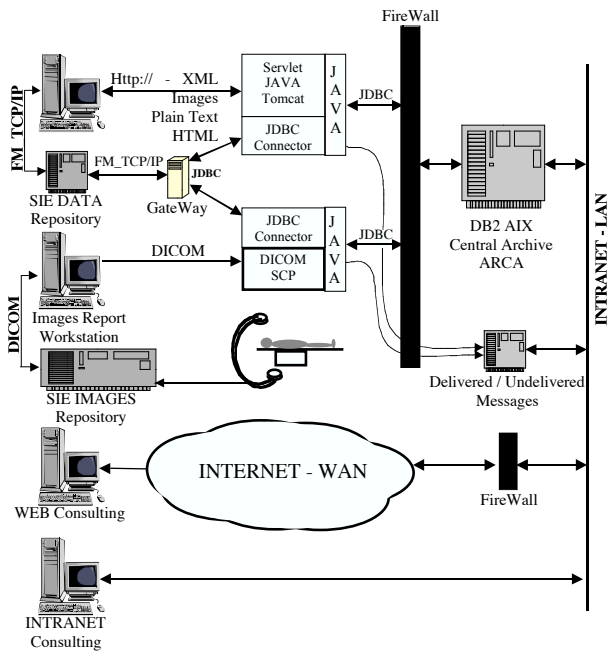 FireWall
Http:// - XML
Images
Plain Text
HTML
Servlet
JAVA
Tomcat
JDBC
Connector
JAVA
JDBC
FM_TCP/IP
FM_TCP/IP
JDBC
SIE DATA
Repository
GateWay
DB2 AIX
Central Archive
ARCA
INTRANET - LAN
JDBC
Connector
DICOM
SCP
JAVA
JDBC
DICOM
DICOM
Images Report
Workstation
SIE IMAGES
Repository
Delivered / Undelivered
Messages
INTERNET - WAN
WEB Consulting
FireWall
INTRANET
Consulting